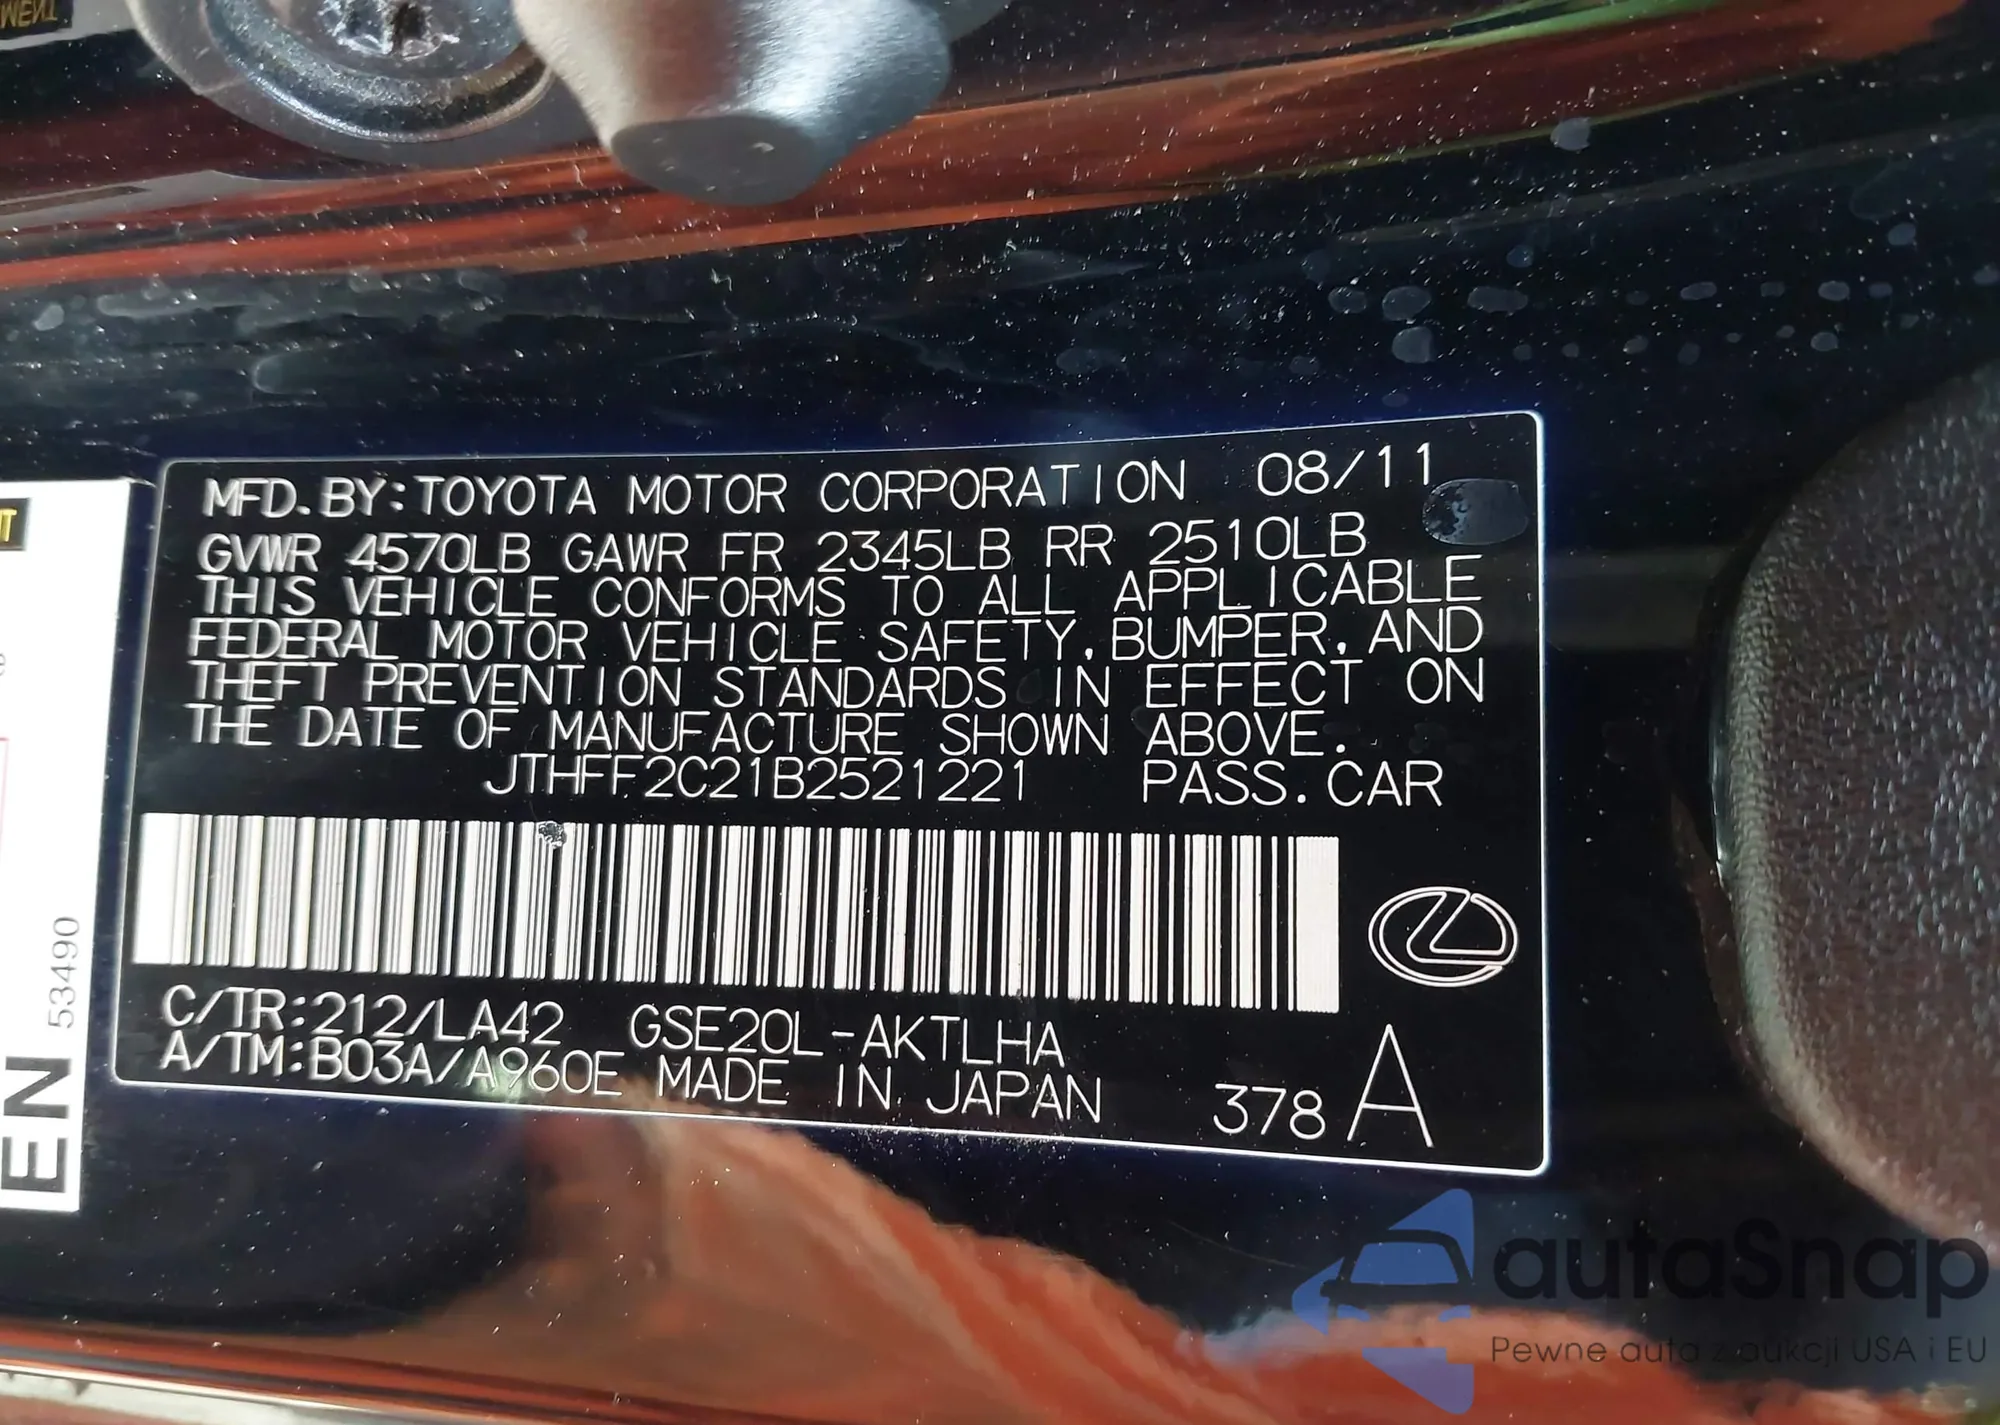 MFD.BY:TOYOTA MOTOR CORPORATION 08/11
GVWR 4570LB GAWR FR 2345LB RR 2510LB
THIS VEHICLE CONFORMS TO ALL APPLICABLE
FEDERAL MOTOR VEHICLE SAFETY, BUMPER, AND
THEFT PREVENTION STANDARDS IN EFFECT ON
THE DATE OF MANUFACTURE SHOWN ABOVE.
JTHFF2C21B2521221 PASS.CAR
C/TR:212/LA42 GSE20L-AKTLHA
A/TM:B03A/A960E MADE IN JAPAN 378 A
EN 53490
autaSnap
Pewne auta z aukcji USA i EU